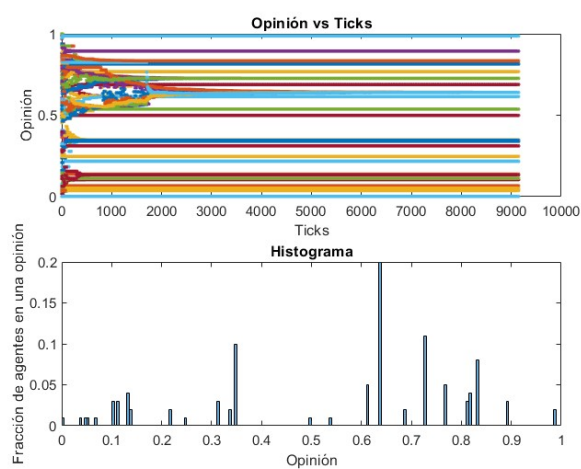 Opinión vs Ticks
1
0.5
0
Opinión
0 1000 2000 3000 4000 5000 6000 7000 8000 9000 10000
Ticks
Histograma
0.2
0.15
0.1
0.05
0
Fracción de agentes en una opinión
0 0.1 0.2 0.3 0.4 0.5 0.6 0.7 0.8 0.9 1
Opinión